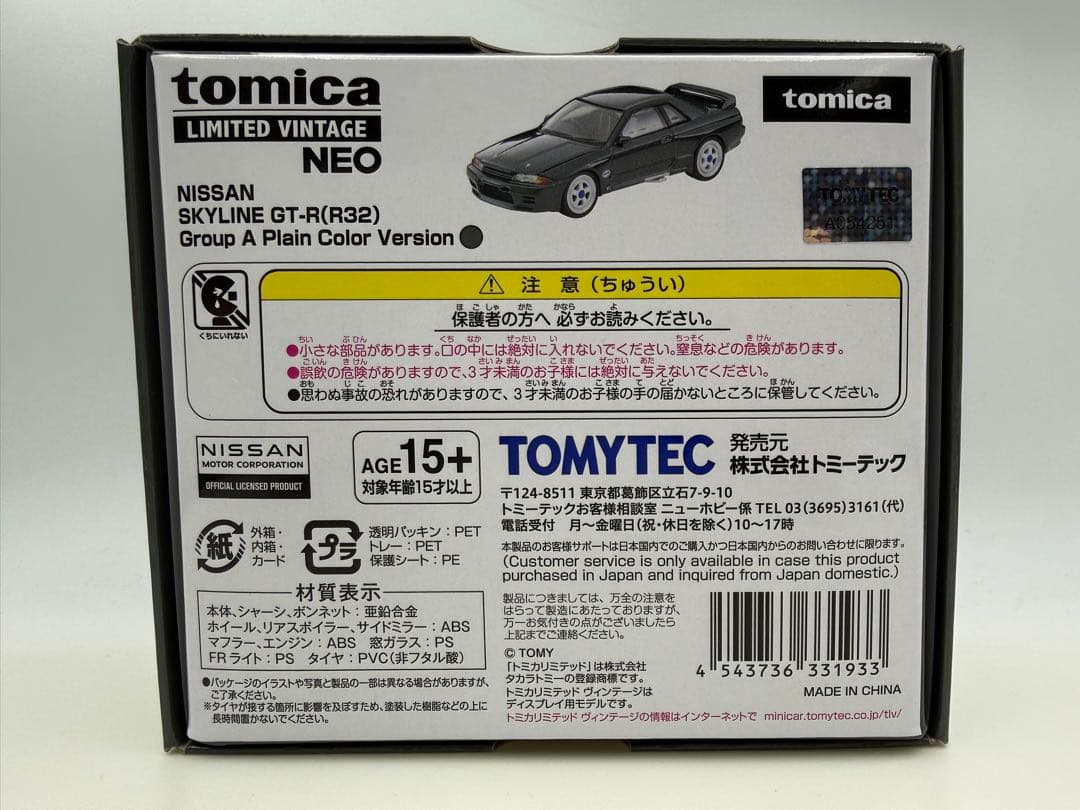 tomica
LIMITED VINTAGE
NEO
NISSAN
SKYLINE GT-R(R32)
Group A Plain Color Version
tomica
TOMYTEC
A054251
くちにいれない
⚠ 注 意(ちゅうい)
保護者の方へ 必ずお読みください。
●小さな部品があります。口の中には絶対に入れないでください。窒息などの危険があります。
●誤飲の危険がありますので、3才未満のお子様には絶対に与えないでください。
●思わぬ事故の恐れがありますので、3才未満のお子様の手の届かないところに保管してください。
NISSAN
MOTOR CORPORATION
OFFICIAL LICENSED PRODUCT
AGE 15+
対象年齢15才以上
TOMYTEC
発売元
株式会社トミーテック
〒124-8511 東京都葛飾区立石7-9-10
トミーテックお客様相談室 ニューホビー係 TEL 03(3695)3161(代)
電話受付 月〜金曜日(祝・休日を除く)10〜17時
紙
外箱・
内箱・
カード
プラ
透明パッキン:PET
トレー:PET
保護シート:PE
本製品のお客様サポートは日本国内でのご購入かつ日本国内からのお問い合わせに限ります。
(Customer service is only available in case this product
purchased in Japan and inquired from Japan domestic.)
材質表示
本体、シャーシ、ボンネット:亜鉛合金
ホイール、リアスポイラー、サイドミラー:ABS
マフラー、エンジン:ABS 窓ガラス:PS
FRライト:PS タイヤ:PVC(非フタル酸)
●パッケージのイラストや写真と製品の一部は異なる場合がありますが、
ご了承ください。
※タイヤが接する箇所に影響を及ぼすため、塗装した樹脂などの上に
長時間置かないでください。
製品につきましては、万全の注意を
はらって製造にあたっておりますが、
万一お気付きの点がございましたら
上記までご連絡ください。
© TOMY
「トミカリミテッド」は株式会社
タカラトミーの登録商標です。
トミカリミテッド ヴィンテージは
ディスプレイ用モデルです。
トミカリミテッド ヴィンテージの情報はインターネットで minicar.tomytec.co.jp/tlv/
4 543736 331933
MADE IN CHINA